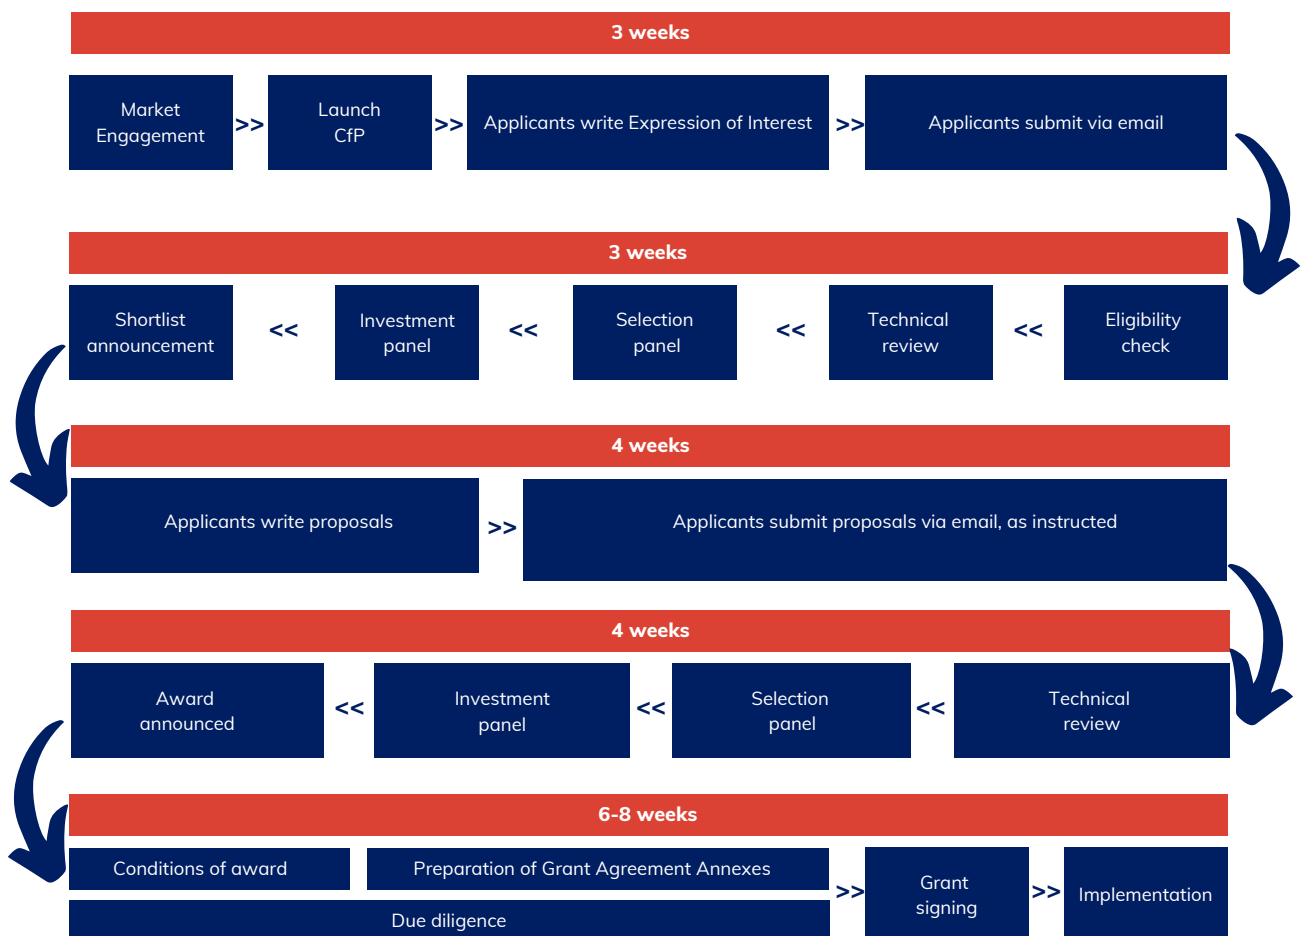 3 weeks
Market
Engagement
>>
Launch
CfP
>>
Applicants write Expression of Interest
>>
Applicants submit via email
3 weeks
Shortlist
announcement
<<
Investment
panel
<<
Selection
panel
<<
Technical
review
<<
Eligibility
check
4 weeks
Applicants write proposals
>>
Applicants submit proposals via email, as instructed
4 weeks
Award
announced
<<
Investment
panel
<<
Selection
panel
<<
Technical
review
6-8 weeks
Conditions of award
Preparation of Grant Agreement Annexes
Due diligence
>>
Grant
signing
>>
Implementation